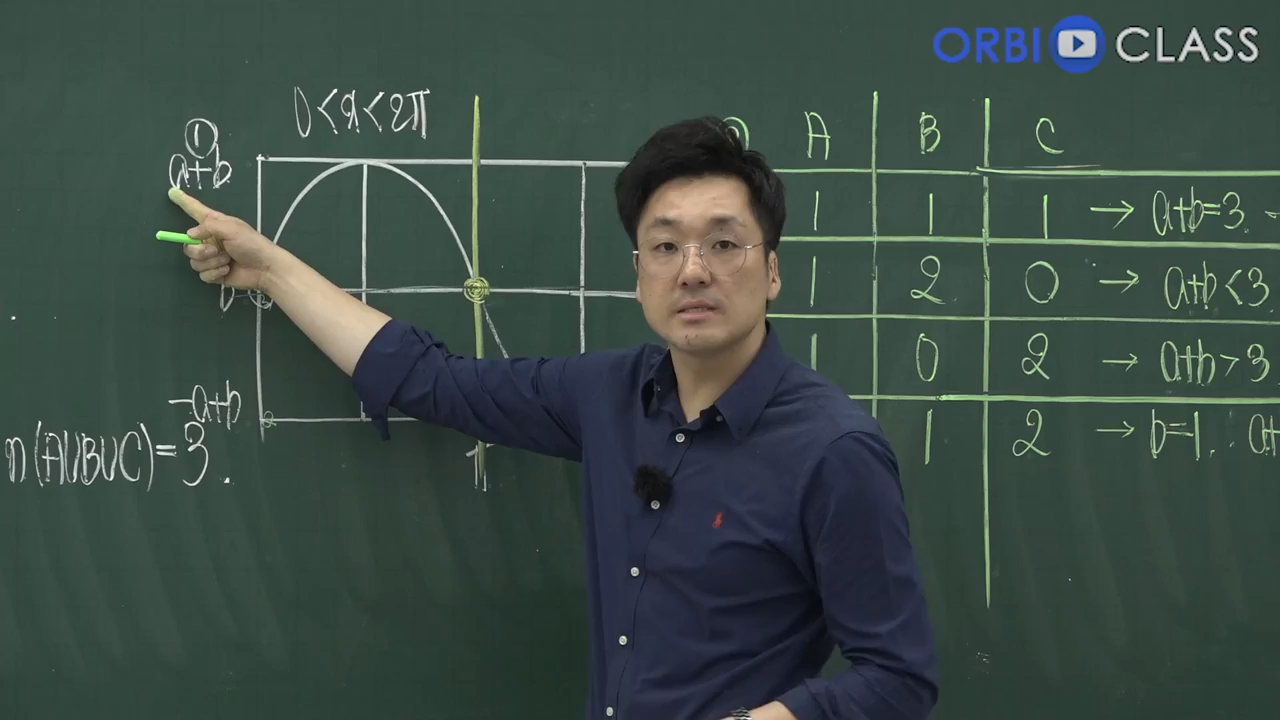 ORBI CLASS
0<x<2π
①
a+b
b
-a+b
n(A∪B∪C)=3.
A B C
1 1 1 → a+b=3.
1 2 0 → a+b<3
1 0 2 → a+b>3
1 2 → b=1. a+